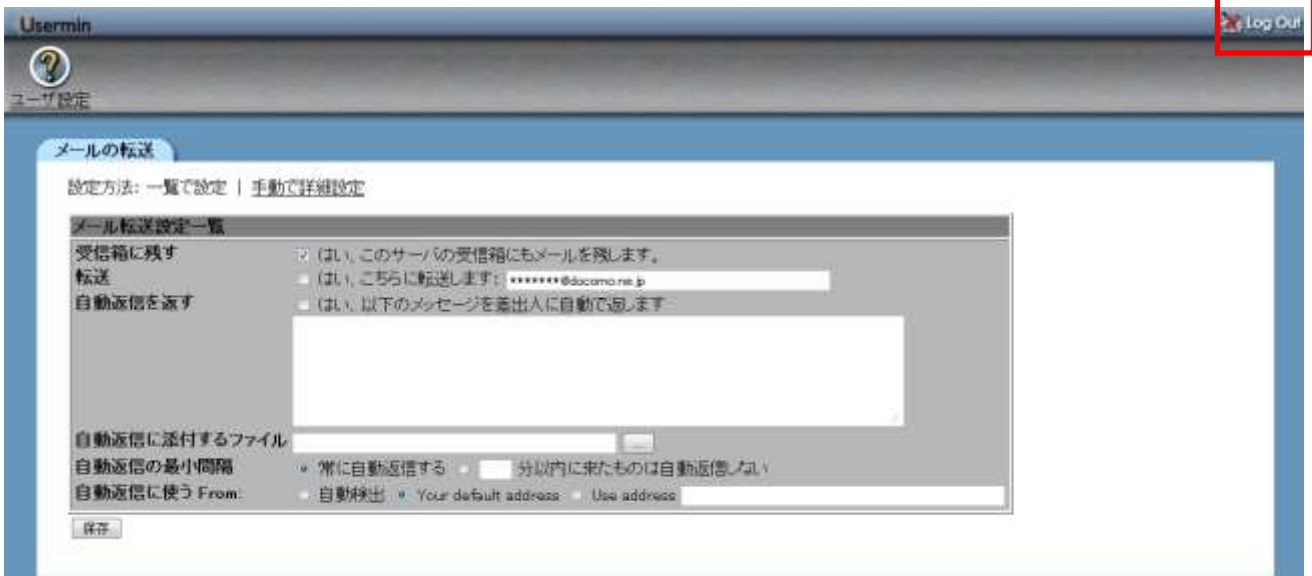 Usermin
Log Out
ユーザ設定
メールの転送
設定方法: 一覧で設定 | 手動で詳細設定
メール転送設定一覧
受信箱に残す はい、このサーバの受信箱にもメールを残します。
転送 はい、こちらに転送します: *******@docomo.ne.jp
自動返信を返す はい、以下のメッセージを差出人に自動で返します
自動返信に添付するファイル ...
自動返信の最小間隔 常に自動返信する 分以内に来たものは自動返信しない
自動返信に使う From: 自動検出 Your default address Use address
保存